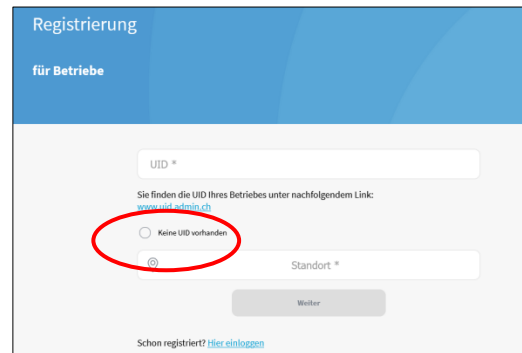 Registrierung
für Betriebe
UID *
Sie finden die UID Ihres Betriebes unter nachfolgendem Link:
www.uid.admin.ch
Keine UID vorhanden
Standort *
Weiter
Schon registriert? Hier einloggen